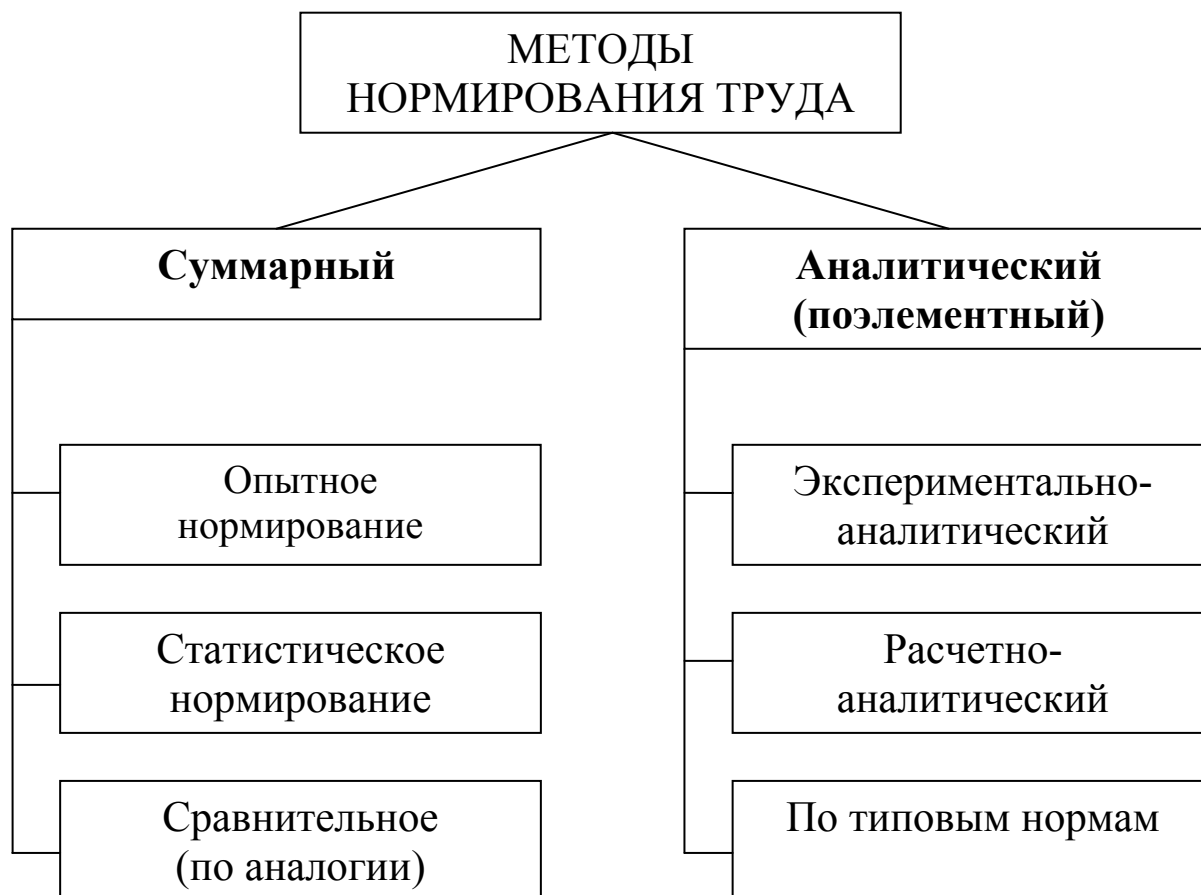 МЕТОДЫ
НОРМИРОВАНИЯ ТРУДА
Суммарный
Аналитический
(поэлементный)
Опытное
нормирование
Экспериментально-
аналитический
Статистическое
нормирование
Расчетно-
аналитический
Сравнительное
(по аналогии)
По типовым нормам